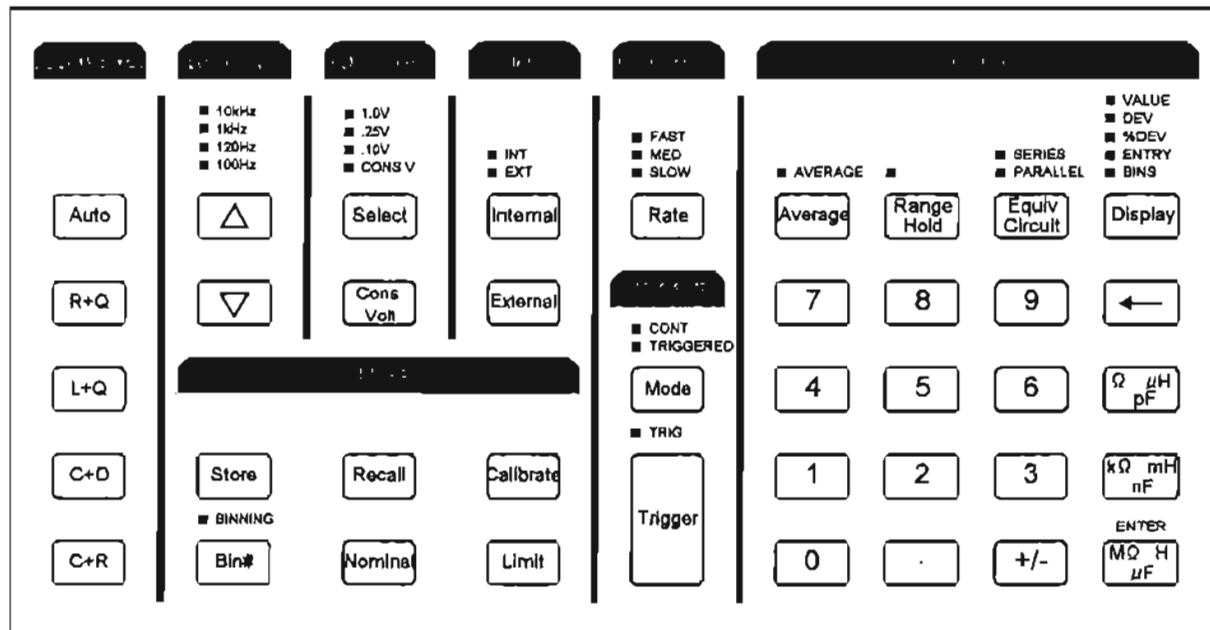 10kHz
1kHz
120Hz
100Hz
1.0V
.25V
.10V
CONS V
INT
EXT
FAST
MED
SLOW
AVERAGE
SERIES
PARALLEL
VALUE
DEV
%DEV
ENTRY
BINS
Auto
△
Select
Internal
Rate
Average
Range
Hold
Equiv
Circuit
Display
R+Q
▽
Cons
Volt
External
7
8
9
←
CONT
TRIGGERED
L+Q
Mode
4
5
6
Ω µH
pF
TRIG
C+D
Store
Recall
Calibrate
Trigger
1
2
3
kΩ mH
nF
BINNING
ENTER
C+R
Bin#
Nominal
Limit
0
.
+/-
MΩ H
µF